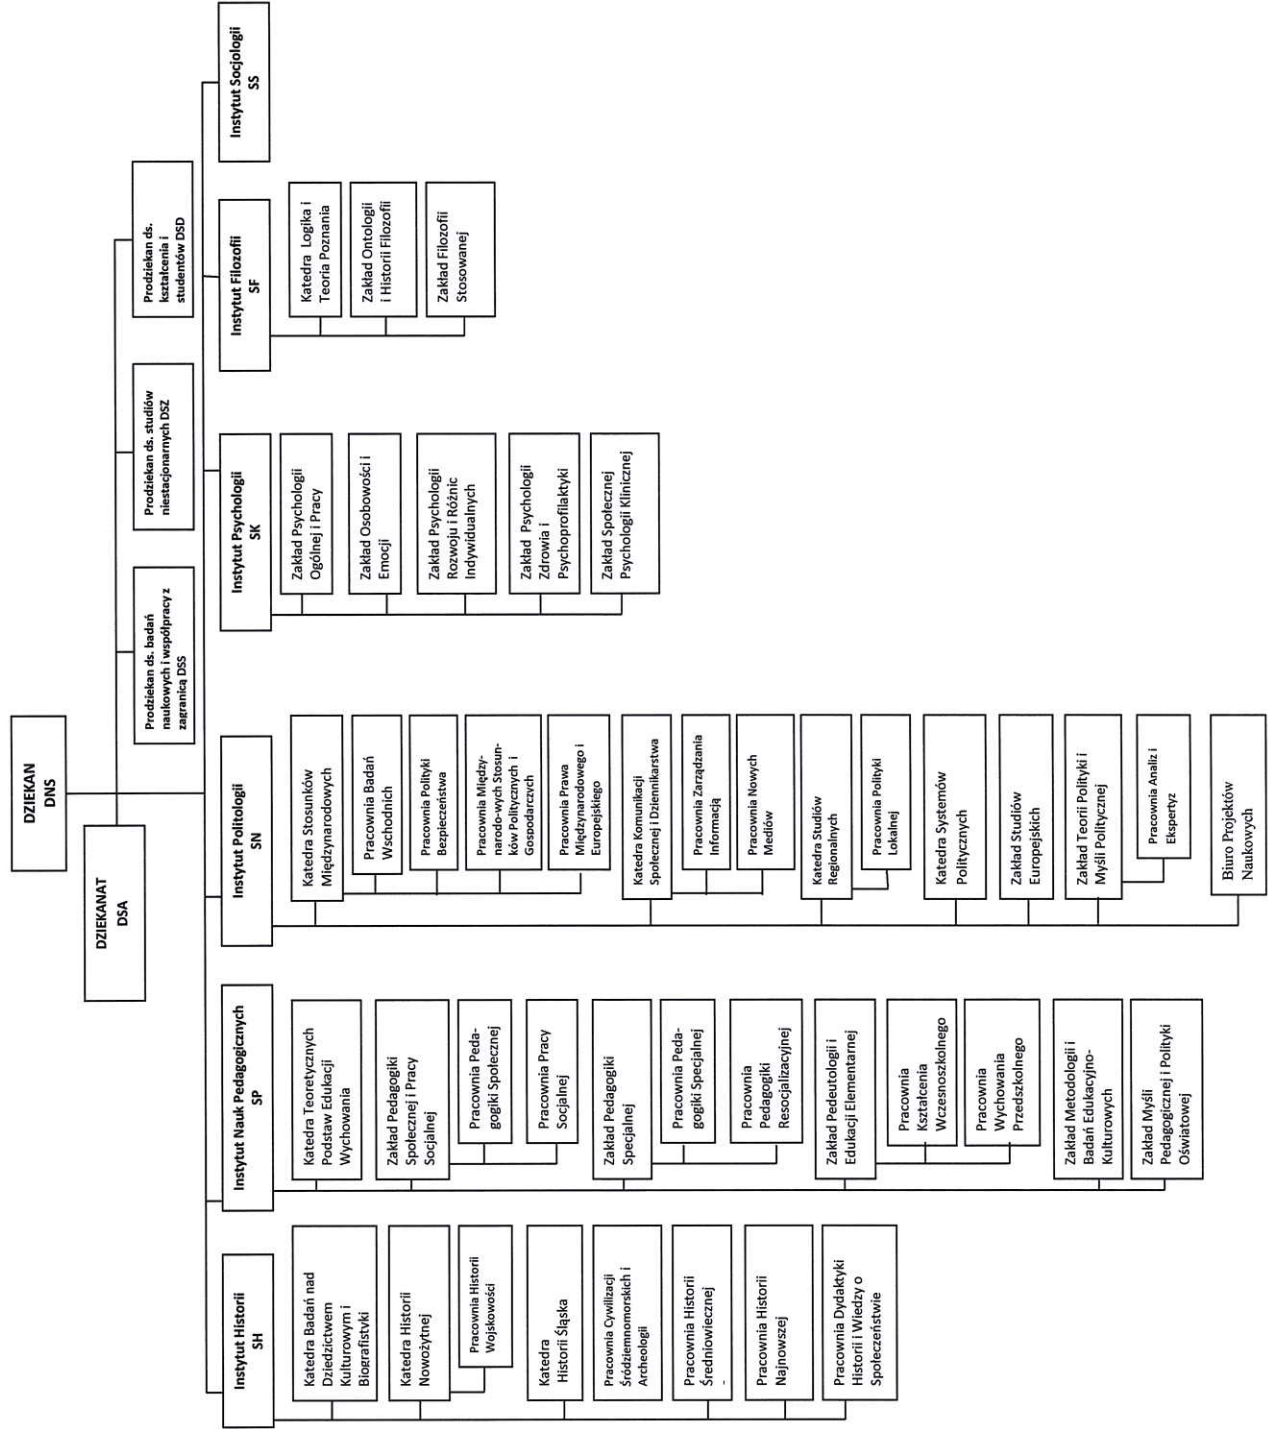 DZIEKAN
DNS
DZIEKANAT
DSA
Prodziekan ds. badań
naukowych i współpracy z
zagranicą DSS
Prodziekan ds. studiów
niestacjonarnych DSZ
Prodziekan ds.
kształcenia i
studentów DSD
Instytut Historii
SH
Katedra Badań nad
Dziedzictwem
Kulturowym i
Biografistyki
Katedra Historii
Nowożytnej
Pracownia Historii
Wojskowości
Katedra
Historii Śląska
Pracownia Cywilizacji
Śródziemnomorskich i
Archeologii
Pracownia Historii
Średniowiecznej
-
Pracownia Historii
Najnowszej
Pracownia Dydaktyki
Historii i Wiedzy o
Społeczeństwie
Instytut Nauk Pedagogicznych
SP
Katedra Teoretycznych
Podstaw Edukacji
Wychowania
Zakład Pedagogiki
Społecznej i Pracy
Socjalnej
Pracownia Peda-
gogiki Społecznej
Pracownia Pracy
Socjalnej
Zakład Pedagogiki
Specjalnej
Pracownia Peda-
gogiki Specjalnej
Pracownia
Pedagogiki
Resocjalizacyjnej
Zakład Pedeutologii i
Edukacji Elementarnej
Pracownia
Kształcenia
Wczesnoszkolnego
Pracownia
Wychowania
Przedszkolnego
Zakład Metodologii i
Badań Edukacyjno-
Kulturowych
Zakład Myśli
Pedagogicznej i Polityki
Oświatowej
Instytut Politologii
SN
Katedra Stosunków
Międzynarodowych
Pracownia Badań
Wschodnich
Pracownia Polityki
Bezpieczeństwa
Pracownia Między-
narodo-wych Stosun-
ków Politycznych i
Gospodarczych
Pracownia Prawa
Międzynarodowego i
Europejskiego
Katedra Komunikacji
Społecznej i Dziennikarstwa
Pracownia Zarządzania
Informacją
Pracownia Nowych
Mediów
Katedra Studiów
Regionalnych
Pracownia Polityki
Lokalnej
Katedra Systemów
Politycznych
Zakład Studiów
Europejskich
Zakład Teorii Polityki i
Myśli Politycznej
Pracownia Analiz i
Ekspertyz
Biuro Projektów
Naukowych
Instytut Psychologii
SK
Zakład Psychologii
Ogólnej i Pracy
Zakład Osobowości i
Emocji
Zakład Psychologii
Rozwoju i Różnic
Indywidualnych
Zakład Psychologii
Zdrowia i
Psychoprofilaktyki
Zakład Społecznej
Psychologii Klinicznej
Instytut Filozofii
SF
Katedra Logika i
Teoria Poznania
Zakład Ontologii
i Historii Filozofii
Zakład Filozofii
Stosowanej
Instytut Socjologii
SS